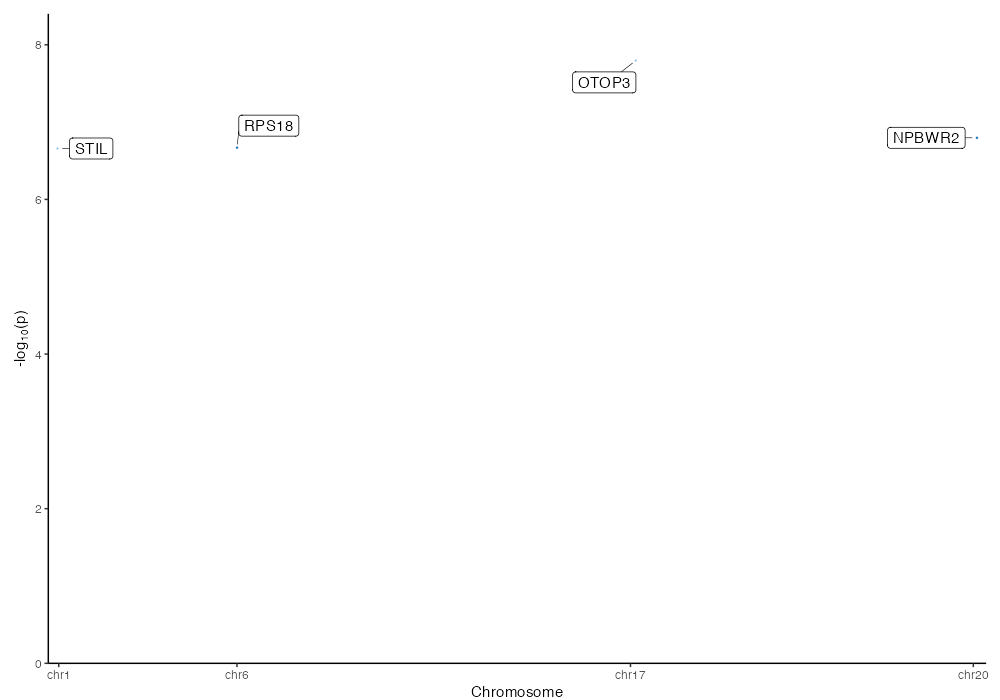 8
OTOP3
RPS18
NPBWR2
STIL
6
-log10(p)
4
2
0
chr1 chr6 chr17 chr20
Chromosome